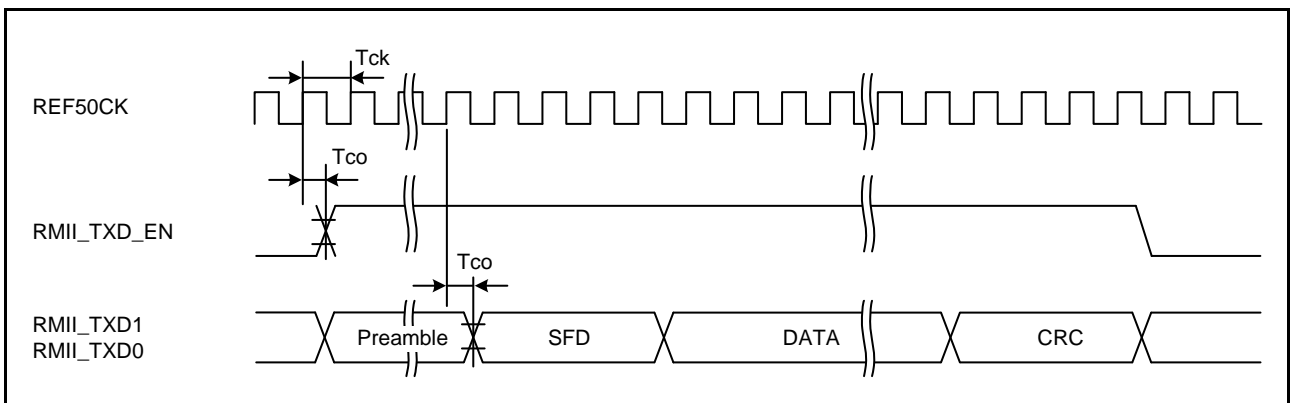 Tck
REF50CK
Tco
RMII_TXD_EN
Tco
RMII_TXD1
RMII_TXD0
Preamble
SFD
DATA
CRC